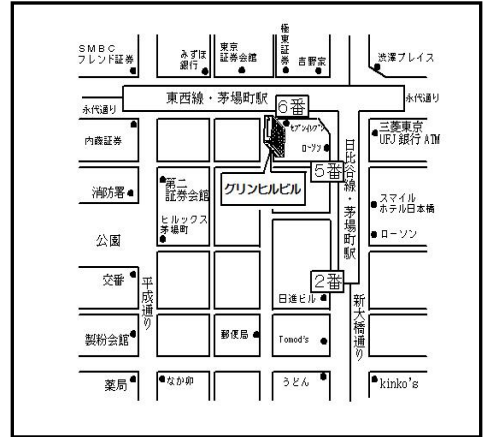 SMBC
フレンド証券
みずほ
銀行
東京
証券会館
極東証券
吉野家
渋澤プレイス
永代通り
東西線・茅場町駅
永代通り
6番
内藤証券
セブンイレブン
ローソン
三菱東京
UFJ銀行ATM
日比谷線・茅場町駅
5番
消防署
第二
証券会館
グリンヒルビル
スマイル
ホテル日本橋
ヒルックス
茅場町
ローソン
公園
交番
平成通り
2番
日進ビル
新大橋通り
製粉会館
郵便局
Tomod's
薬局
なか卯
うどん
kinko's